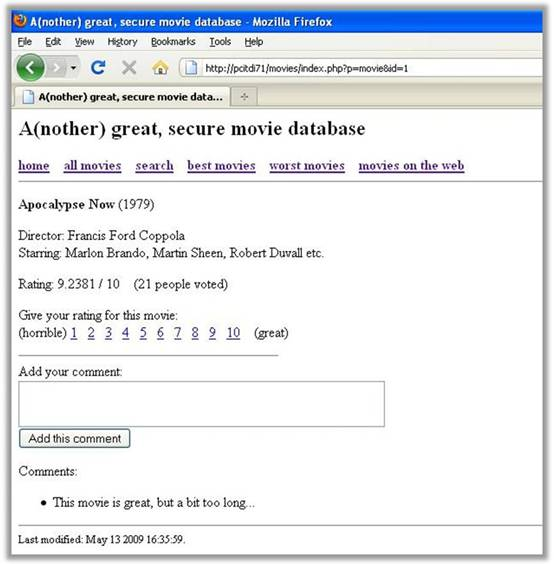 A(nother) great, secure movie database - Mozilla Firefox
File Edit View History Bookmarks Tools Help
http://pcitdi71/movies/index.php?p=movie&id=1
A(nother) great, secure movie data...
A(nother) great, secure movie database
home all movies search best movies worst movies movies on the web
Apocalypse Now (1979)
Director: Francis Ford Coppola
Starring: Marlon Brando, Martin Sheen, Robert Duvall etc.
Rating: 9.2381 / 10 (21 people voted)
Give your rating for this movie:
(horrible) 1 2 3 4 5 6 7 8 9 10 (great)
Add your comment:
Add this comment
Comments:
• This movie is great, but a bit too long...
Last modified: May 13 2009 16:35:59.